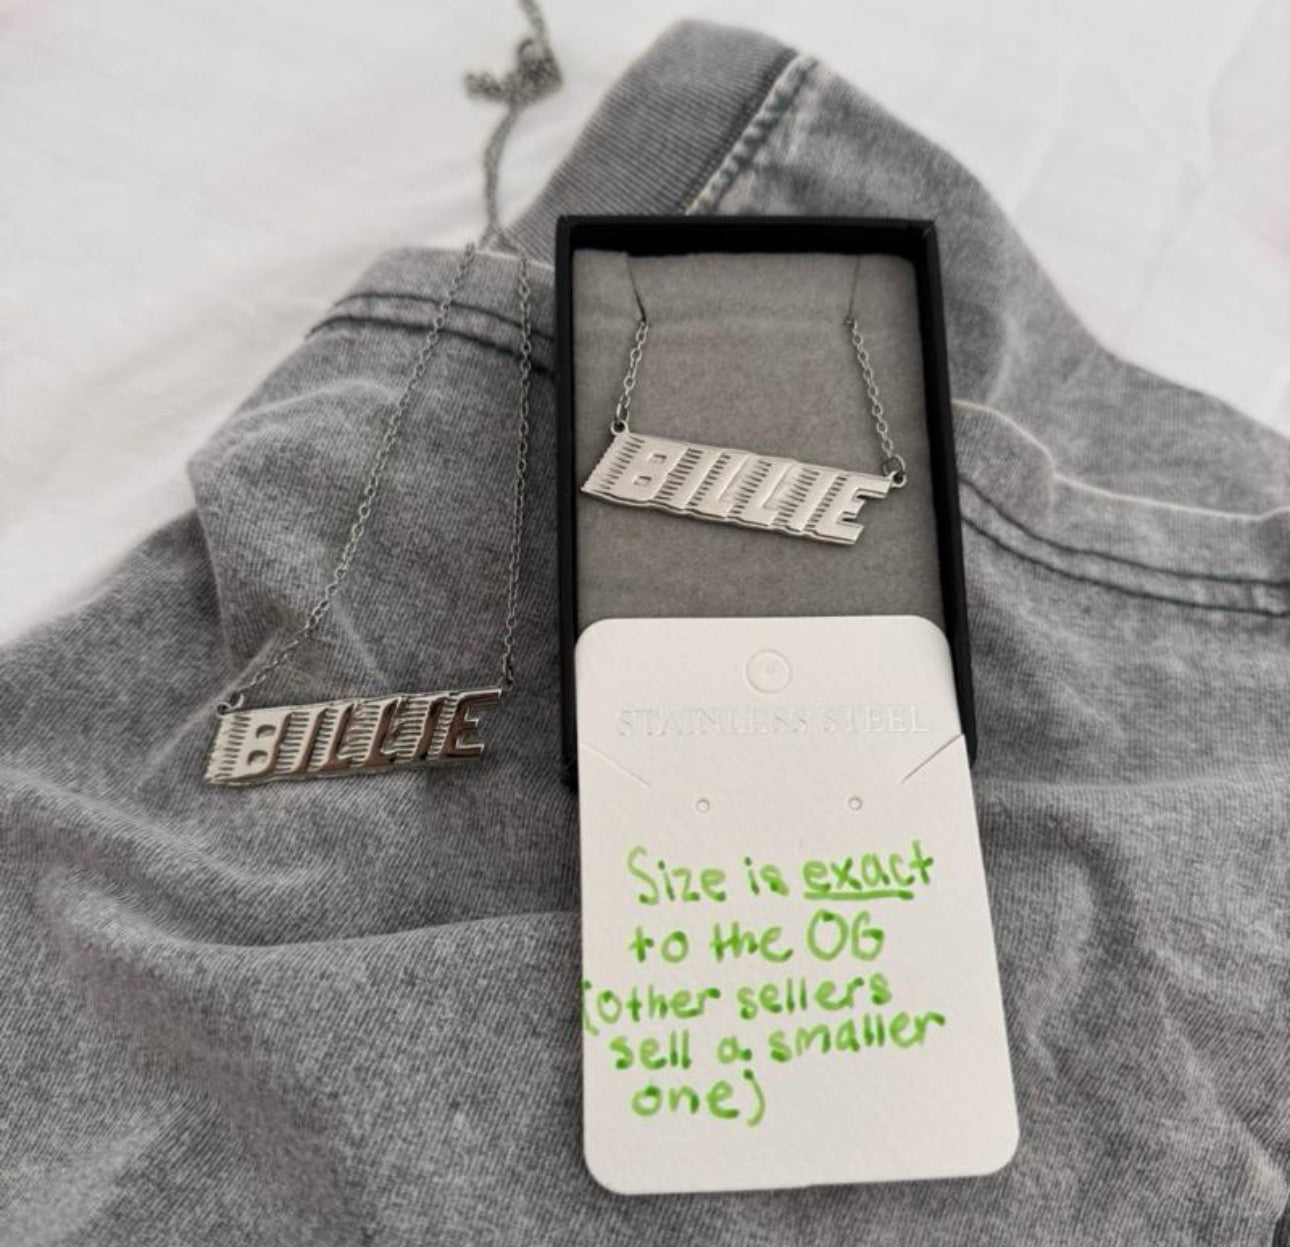 BILLIE
BILLIE
STAINLESS STEEL
Size is exact
to the OG
(other sellers
sell a smaller
one)